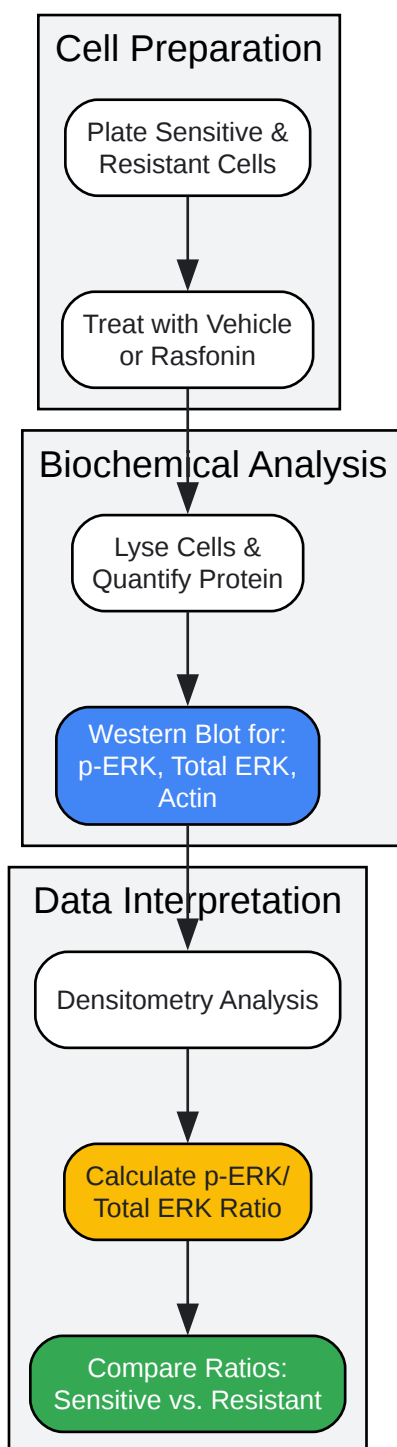 Cell Preparation
Plate Sensitive &
Resistant Cells
Treat with Vehicle
or Rasfonin
Biochemical Analysis
Lyse Cells &
Quantify Protein
Western Blot for:
p-ERK, Total ERK,
Actin
Data Interpretation
Densitometry Analysis
Calculate p-ERK/
Total ERK Ratio
Compare Ratios:
Sensitive vs. Resistant